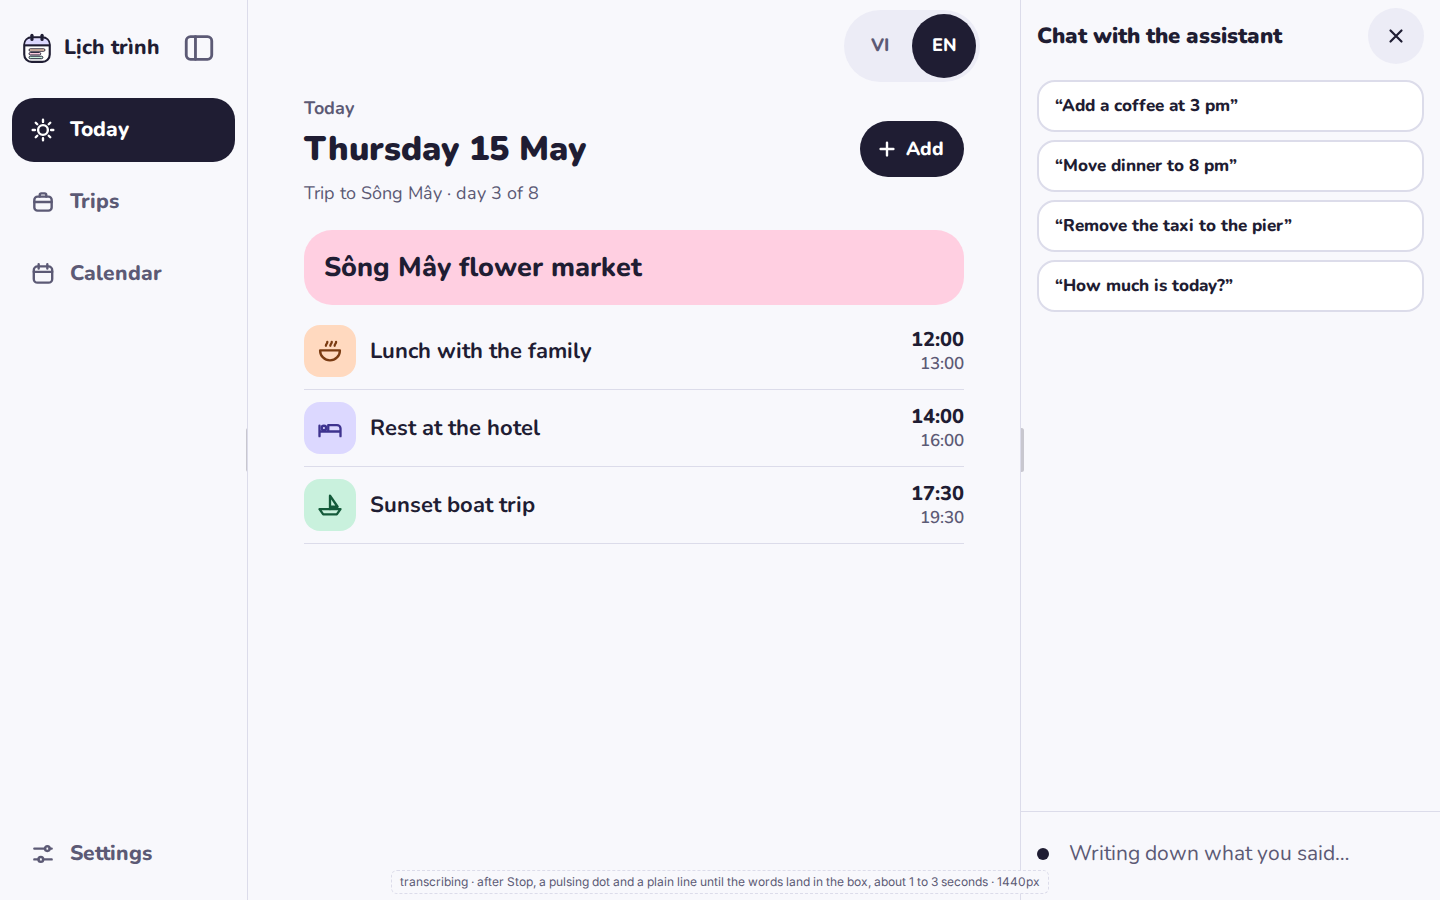 Lịch trình
Today
Trips
Calendar
Settings
VI
EN
Today
Thursday 15 May
Add
Trip to Sông Mây · day 3 of 8
Sông Mây flower market
Lunch with the family
12:00
13:00
Rest at the hotel
14:00
16:00
Sunset boat trip
17:30
19:30
Chat with the assistant
“Add a coffee at 3 pm”
“Move dinner to 8 pm”
“Remove the taxi to the pier”
“How much is today?”
Writing down what you said…
transcribing · after Stop, a pulsing dot and a plain line until the words land in the box, about 1 to 3 seconds · 1440px